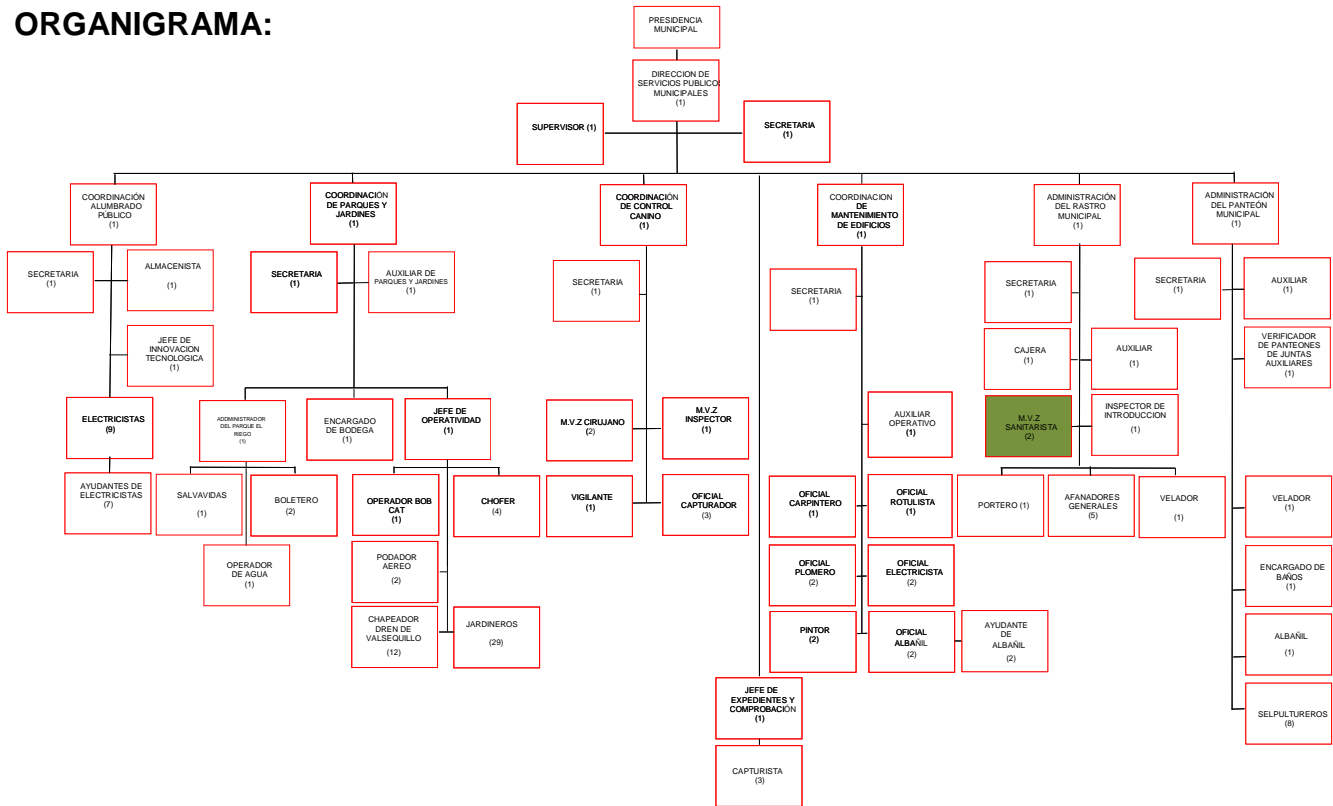 ORGANIGRAMA:
PRESIDENCIA
MUNICIPAL
DIRECCION DE
SERVICIOS PUBLICOS
MUNICIPALES
(1)
SUPERVISOR (1)
SECRETARIA
(1)
COORDINACIÓN
ALUMBRADO
PÚBLICO
(1)
SECRETARIA
(1)
ALMACENISTA
(1)
JEFE DE
INNOVACION
TECNOLOGICA
(1)
ELECTRICISTAS
(9)
AYUDANTES DE
ELECTRICISTAS
(7)
COORDINACIÓN
DE PARQUES Y
JARDINES
(1)
SECRETARIA
(1)
AUXILIAR DE
PARQUES Y JARDINES
(1)
ADDMINISTRADOR
DEL PARQUE EL
RIEGO
(1)
SALVAVIDAS
(1)
BOLETERO
(2)
OPERADOR
DE AGUA
(1)
ENCARGADO
DE BODEGA
(1)
JEFE DE
OPERATIVIDAD
(1)
OPERADOR BOB
CAT
(1)
CHOFER
(4)
PODADOR
AEREO
(2)
CHAPEADOR
DREN DE
VALSEQUILLO
(12)
JARDINEROS
(29)
COORDINACIÓN
DE CONTROL
CANINO
(1)
SECRETARIA
(1)
M.V.Z CIRUJANO
(2)
M.V.Z
INSPECTOR
(1)
VIGILANTE
(1)
OFICIAL
CAPTURADOR
(3)
JEFE DE
EXPEDIENTES Y
COMPROBACIÓN
(1)
CAPTURISTA
(3)
COORDINACION
DE
MANTENIMIENTO
DE EDIFICIOS
(1)
SECRETARIA
(1)
AUXILIAR
OPERATIVO
(1)
OFICIAL
CARPINTERO
(1)
OFICIAL
ROTULISTA
(1)
OFICIAL
PLOMERO
(2)
OFICIAL
ELECTRICISTA
(2)
PINTOR
(2)
OFICIAL
ALBAÑIL
(2)
AYUDANTE
DE
ALBAÑIL
(2)
ADMINISTRACIÓN
DEL RASTRO
MUNICIPAL
(1)
SECRETARIA
(1)
CAJERA
(1)
AUXILIAR
(1)
M.V.Z
SANITARISTA
(2)
INSPECTOR DE
INTRODUCCION
(1)
PORTERO (1)
AFANADORES
GENERALES
(5)
VELADOR
(1)
ADMINISTRACIÓN
DEL PANTEÓN
MUNICIPAL
(1)
SECRETARIA
(1)
AUXILIAR
(1)
VERIFICADOR
DE PANTEONES
DE JUNTAS
AUXILIARES
(1)
VELADOR
(1)
ENCARGADO DE
BAÑOS
(1)
ALBAÑIL
(1)
SELPULTUREROS
(8)